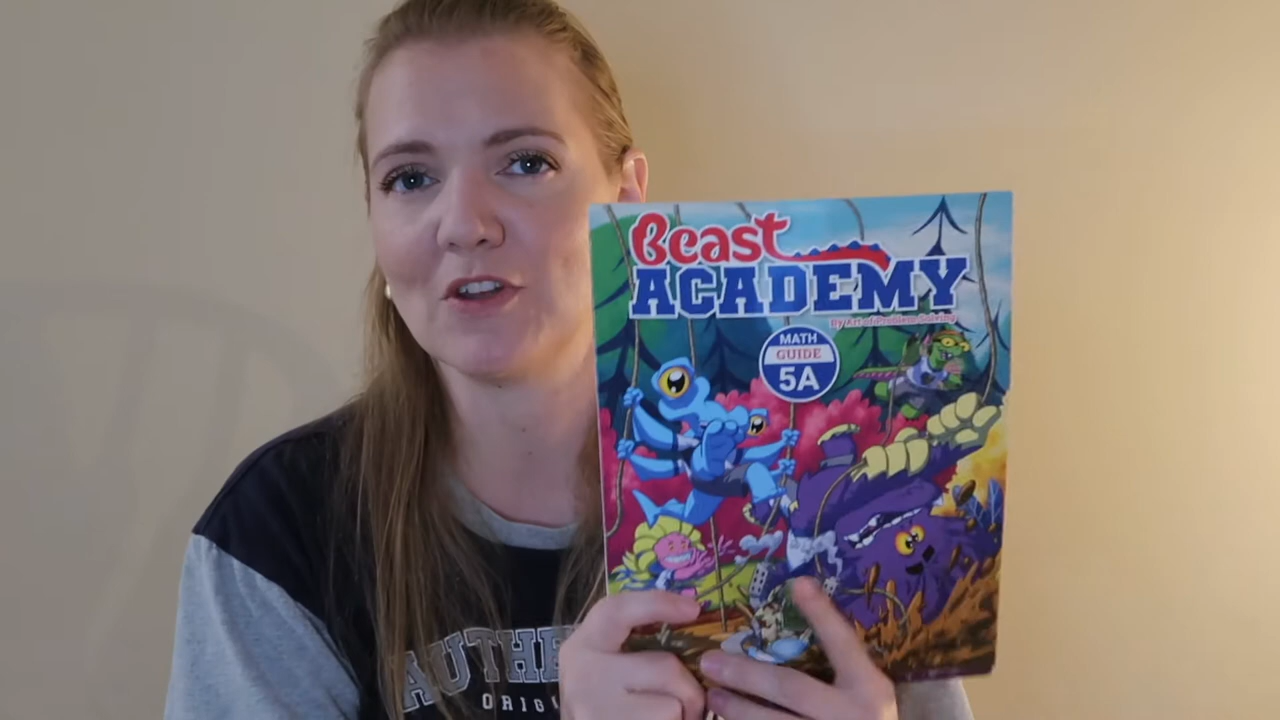 Beast
ACADEMY
By Art of Problem Solving
MATH
GUIDE
5A